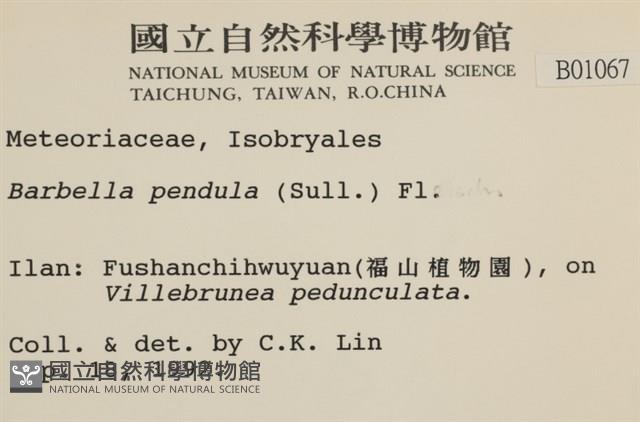 國立自然科學博物館
NATIONAL MUSEUM OF NATURAL SCIENCE
TAICHUNG, TAIWAN, R.O.CHINA
B01067
Meteoriaceae, Isobryales
Barbella pendula (Sull.) Fl.
Ilan: Fushanchihwuyuan(福山植物園), on
Villebrunea pedunculata.
Coll. & det. by C.K. Lin
18, 1992.
國立自然科學博物館
NATIONAL MUSEUM OF NATURAL SCIENCE